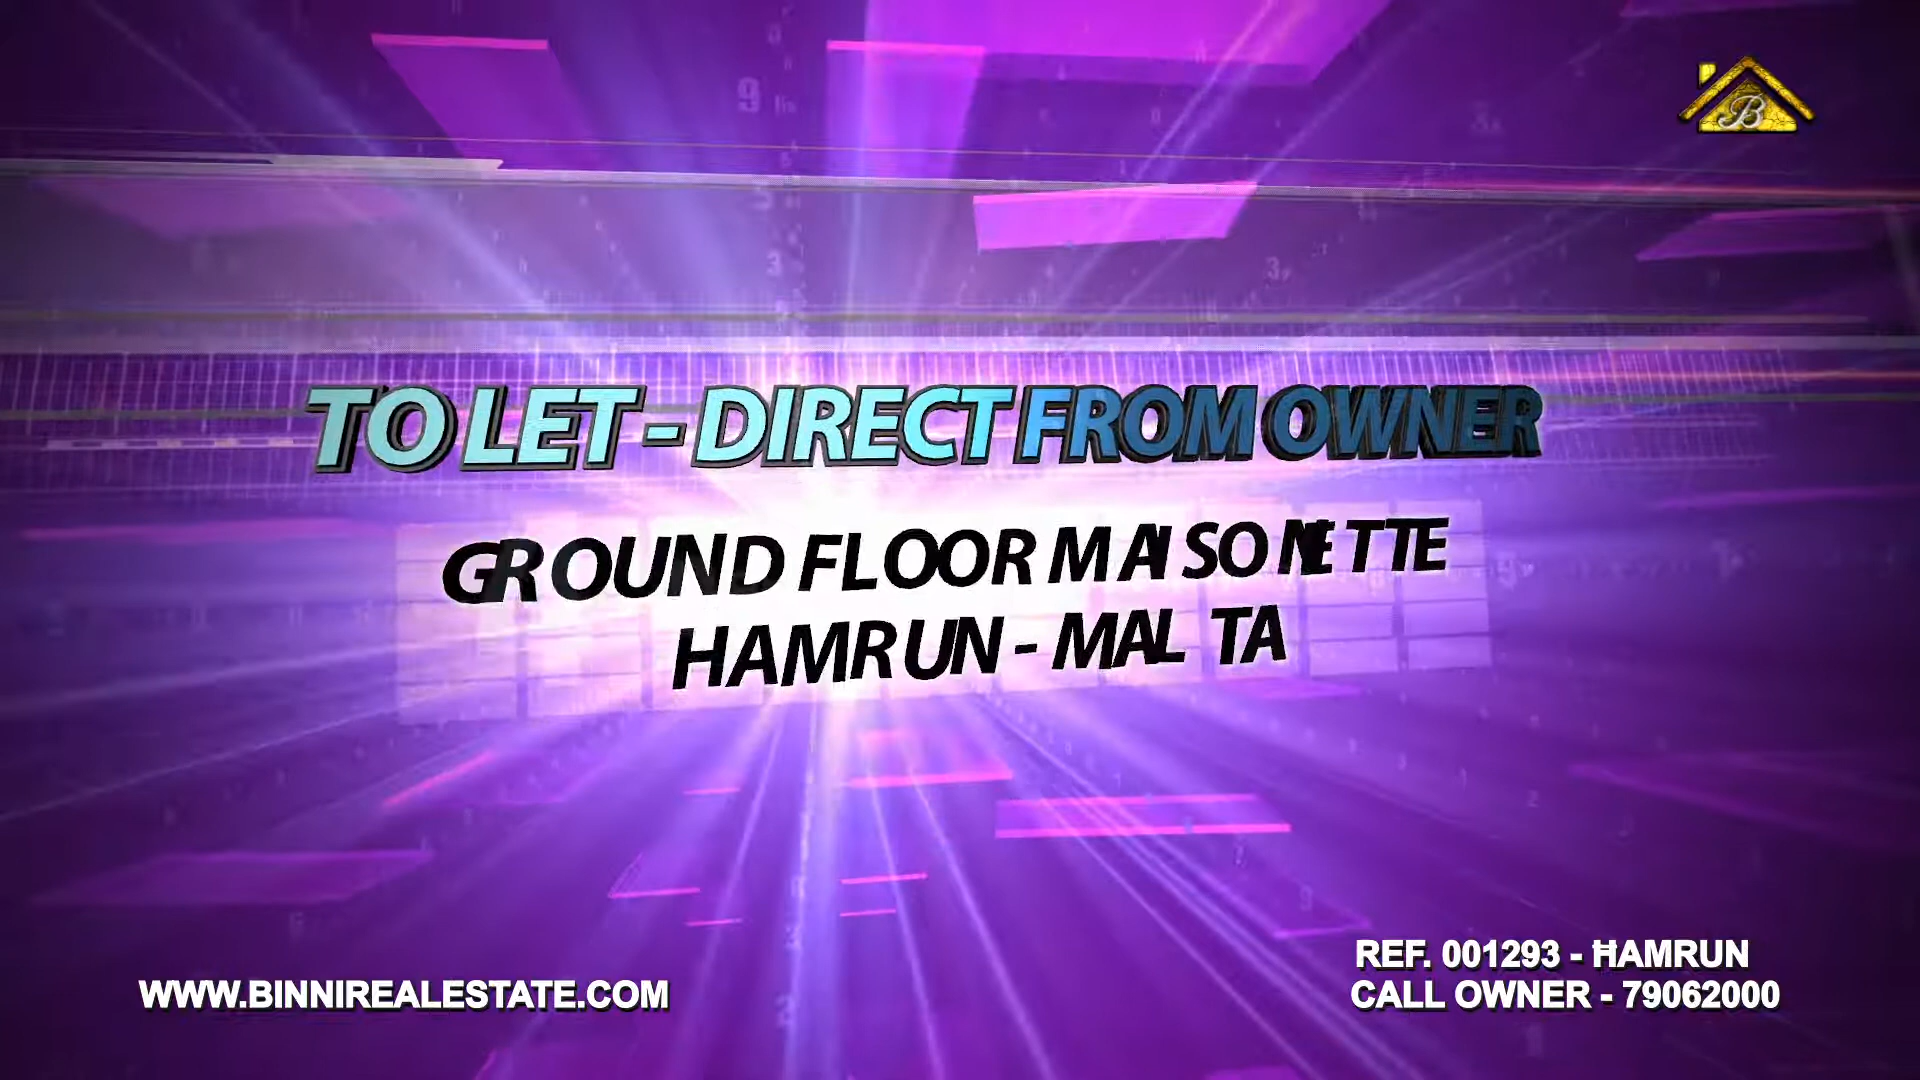 TO LET - DIRECT FROM OWNER
GROUND FLOOR MAISONETTE
HAMRUN - MALTA
B
REF. 001293 - ĦAMRUN
CALL OWNER - 79062000
WWW.BINNIREALESTATE.COM